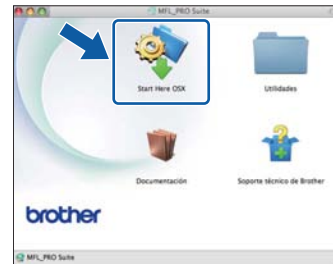 MFL_PRO Suite
Start Here OSX
Utilidades
Documentación
Soporte técnico de Brother
brother
MFL_PRO Suite